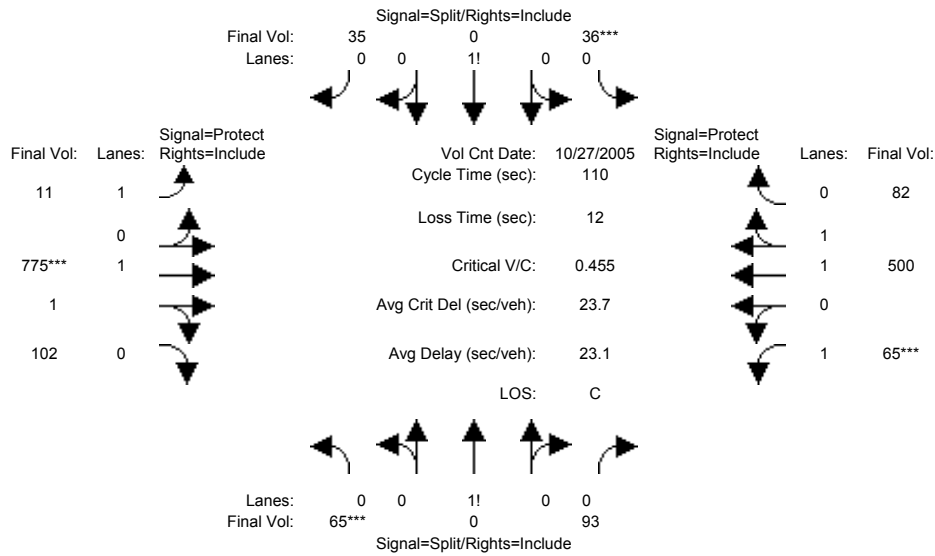 Signal=Split/Rights=Include
Final Vol: 35 0 36***
Lanes: 0 0 1! 0 0
Signal=Protect Signal=Protect
Final Vol: Lanes: Rights=Include Vol Cnt Date: 10/27/2005 Rights=Include Lanes: Final Vol:
Cycle Time (sec): 110
11 1 0 82
Loss Time (sec): 12
0 1
775*** 1 Critical V/C: 0.455 1 500
1 Avg Crit Del (sec/veh): 23.7 0
102 0 Avg Delay (sec/veh): 23.1 1 65***
LOS: C
Lanes: 0 0 1! 0 0
Final Vol: 65*** 0 93
Signal=Split/Rights=Include